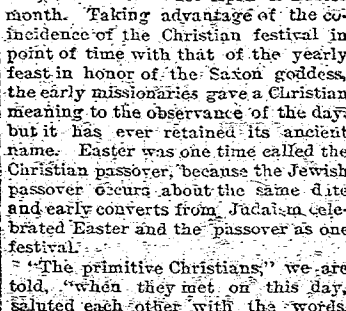 month. Taking advantage of the co-
incidence of the Christian festival in
point of time with that of the yearly
feast in honor of the Saxon goddess,
the early missionaries gave a Christian
meaning to the observance of the day;
but it has ever retained its ancient
name. Easter was one time called the
Christian passover, because the Jewish
passover occurs about the same date
and early converts from Judaism cele-
brated Easter and the passover as one
festival.
"The primitive Christians," we are
told, "when they met on this day,
saluted each other with the words